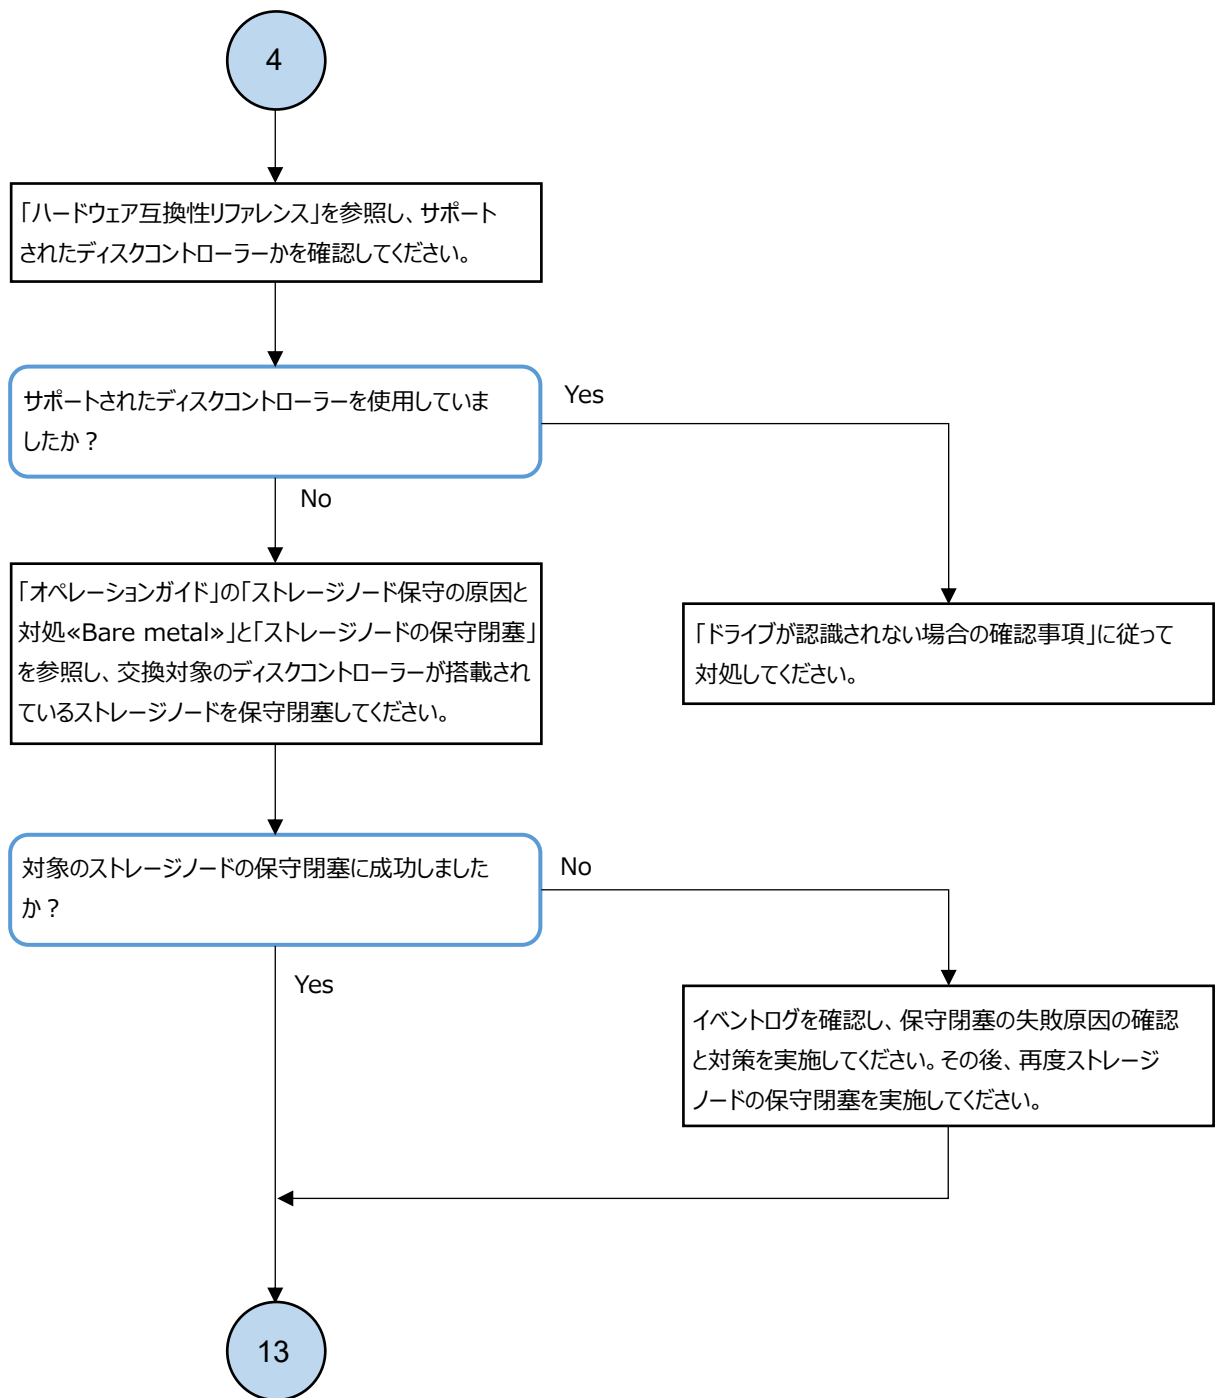 4
「ハードウェア互換性リファレンス」を参照し、サポート
されたディスクコントローラーかを確認してください。
サポートされたディスクコントローラーを使用していま
したか？
Yes
No
「オペレーションガイド」の「ストレージノード保守の原因と
対処«Bare metal»」と「ストレージノードの保守閉塞」
を参照し、交換対象のディスクコントローラーが搭載され
ているストレージノードを保守閉塞してください。
「ドライブが認識されない場合の確認事項」に従って
対処してください。
対象のストレージノードの保守閉塞に成功しました
か？
No
Yes
イベントログを確認し、保守閉塞の失敗原因の確認
と対策を実施してください。その後、再度ストレージ
ノードの保守閉塞を実施してください。
13